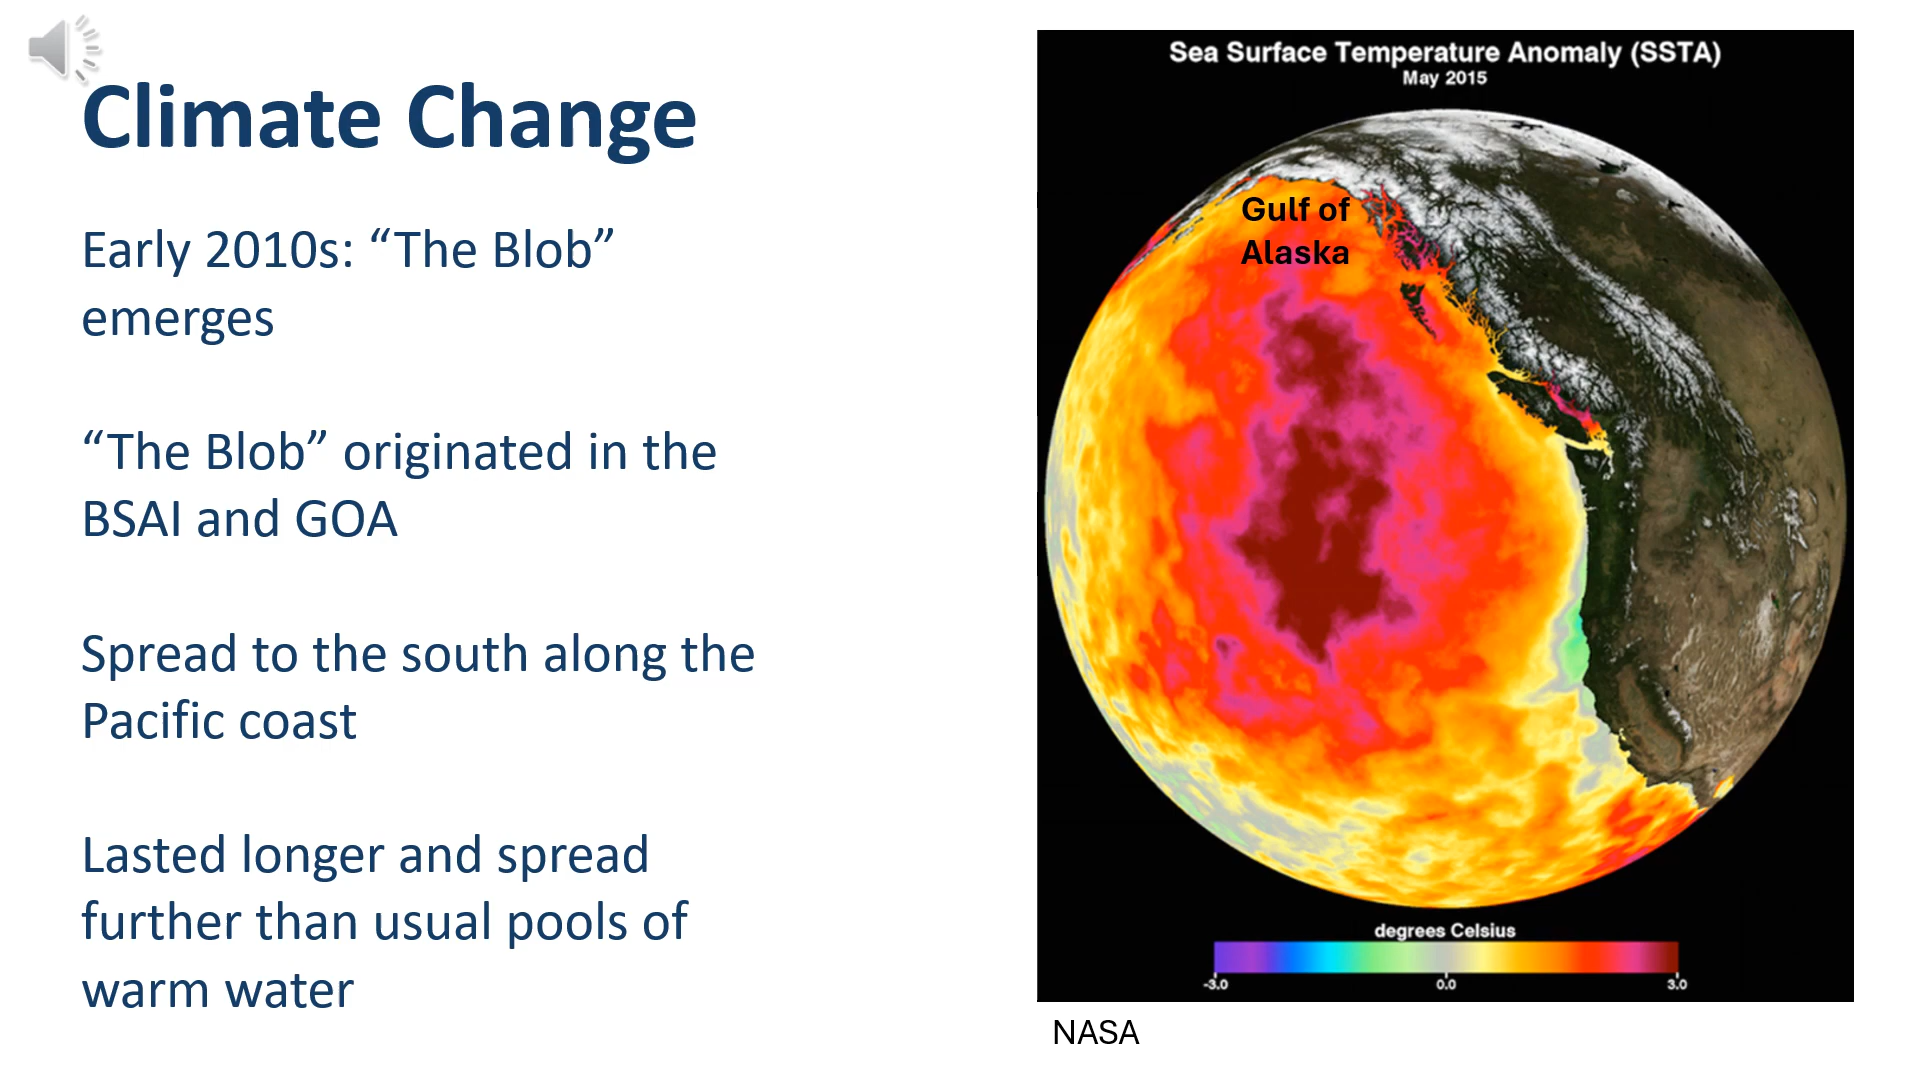 Climate Change
Early 2010s: “The Blob”
emerges
“The Blob” originated in the
BSAI and GOA
Spread to the south along the
Pacific coast
Lasted longer and spread
further than usual pools of
warm water
Sea Surface Temperature Anomaly (SSTA)
May 2015
Gulf of
Alaska
degrees Celsius
-3.0 0.0 3.0
NASA